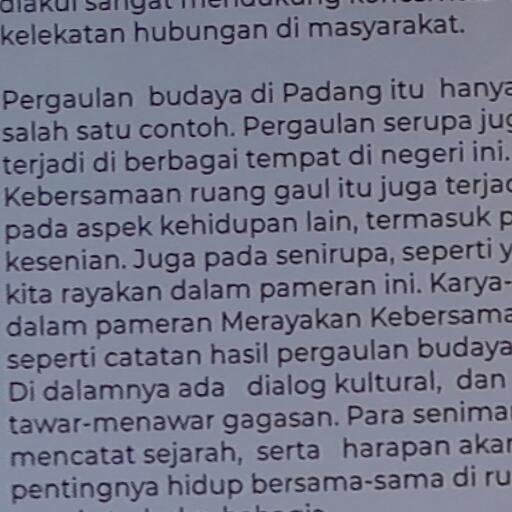 diakui sangat mendukung
kelekatan hubungan di masyarakat.
Pergaulan budaya di Padang itu hanya
salah satu contoh. Pergaulan serupa jug
terjadi di berbagai tempat di negeri ini.
Kebersamaan ruang gaul itu juga terjad
pada aspek kehidupan lain, termasuk p
kesenian. Juga pada senirupa, seperti y
kita rayakan dalam pameran ini. Karya-
dalam pameran Merayakan Kebersama
seperti catatan hasil pergaulan budaya
Di dalamnya ada dialog kultural, dan
tawar-menawar gagasan. Para seniman
mencatat sejarah, serta harapan akan
pentingnya hidup bersama-sama di ru